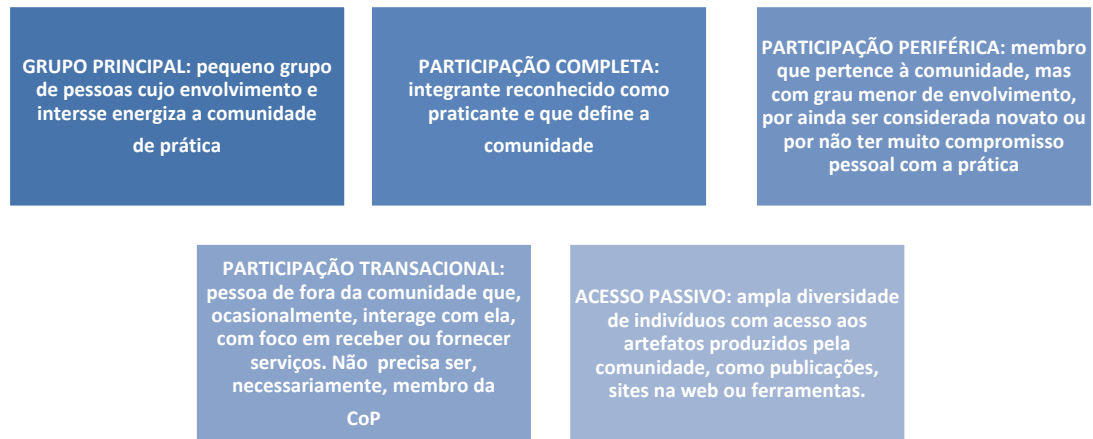 GRUPO PRINCIPAL: pequeno grupo
de pessoas cujo envolvimento e
intersse energiza a comunidade
de prática
PARTICIPAÇÃO COMPLETA:
integrante reconhecido como
praticante e que define a
comunidade
PARTICIPAÇÃO PERIFÉRICA: membro
que pertence à comunidade, mas
com grau menor de envolvimento,
por ainda ser considerada novato ou
por não ter muito compromisso
pessoal com a prática
PARTICIPAÇÃO TRANSACIONAL:
pessoa de fora da comunidade que,
ocasionalmente, interage com ela,
com foco em receber ou fornecer
serviços. Não precisa ser,
necessariamente, membro da
CoP
ACESSO PASSIVO: ampla diversidade
de indivíduos com acesso aos
artefatos produzidos pela
comunidade, como publicações,
sites na web ou ferramentas.